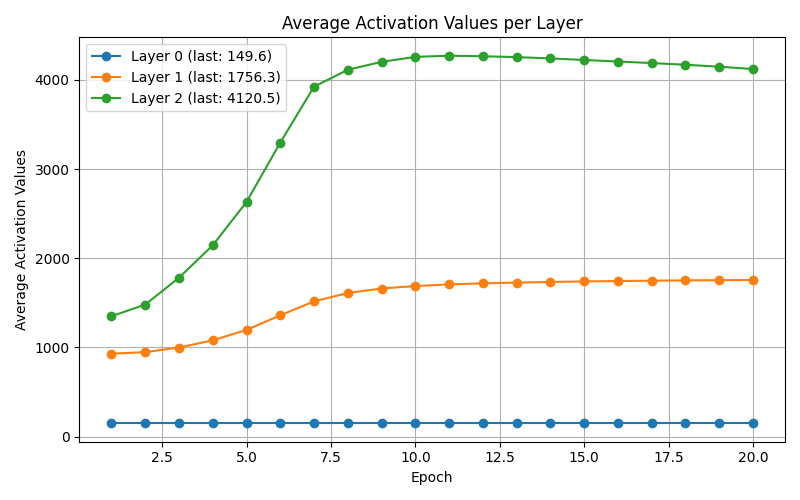 Average Activation Values per Layer
Layer 0 (last: 149.6)
Layer 1 (last: 1756.3)
Layer 2 (last: 4120.5)
Average Activation Values
4000
3000
2000
1000
0
2.5 5.0 7.5 10.0 12.5 15.0 17.5 20.0
Epoch